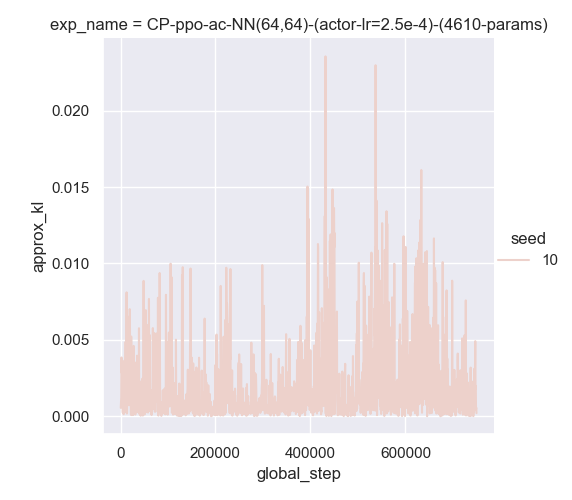 exp_name = CP-ppo-ac-NN(64,64)-(actor-lr=2.5e-4)-(4610-params)
0.020
0.015
0.010
0.005
0.000
approx_kl
seed
10
0
200000
400000
600000
global_step